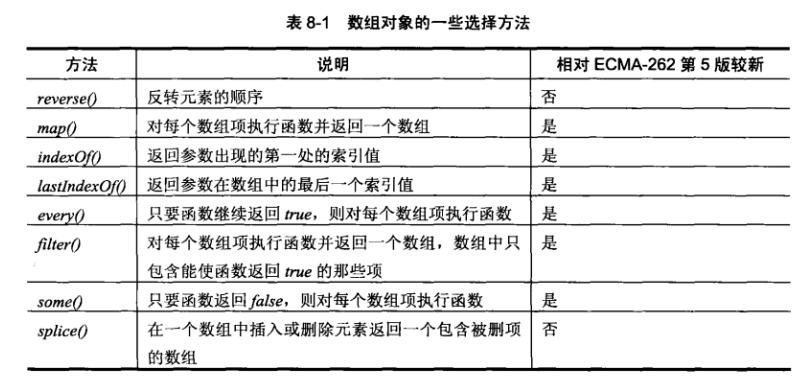 表 8-1 数组对象的一些选择方法
方法 说明 相对 ECMA-262 第 5 版较新
reverse() 反转元素的顺序 否
map() 对每个数组项执行函数并返回一个数组 是
indexOf() 返回参数出现的第一处的索引值 是
lastIndexOf() 返回参数在数组中的最后一个索引值 是
every() 只要函数继续返回 true，则对每个数组项执行函数 是
filter() 对每个数组项执行函数并返回一个数组，数组中只 是
包含能使函数返回 true 的那些项
some() 只要函数返回 false，则对每个数组项执行函数 是
splice() 在一个数组中插入或删除元素返回一个包含被删项 否
的数组